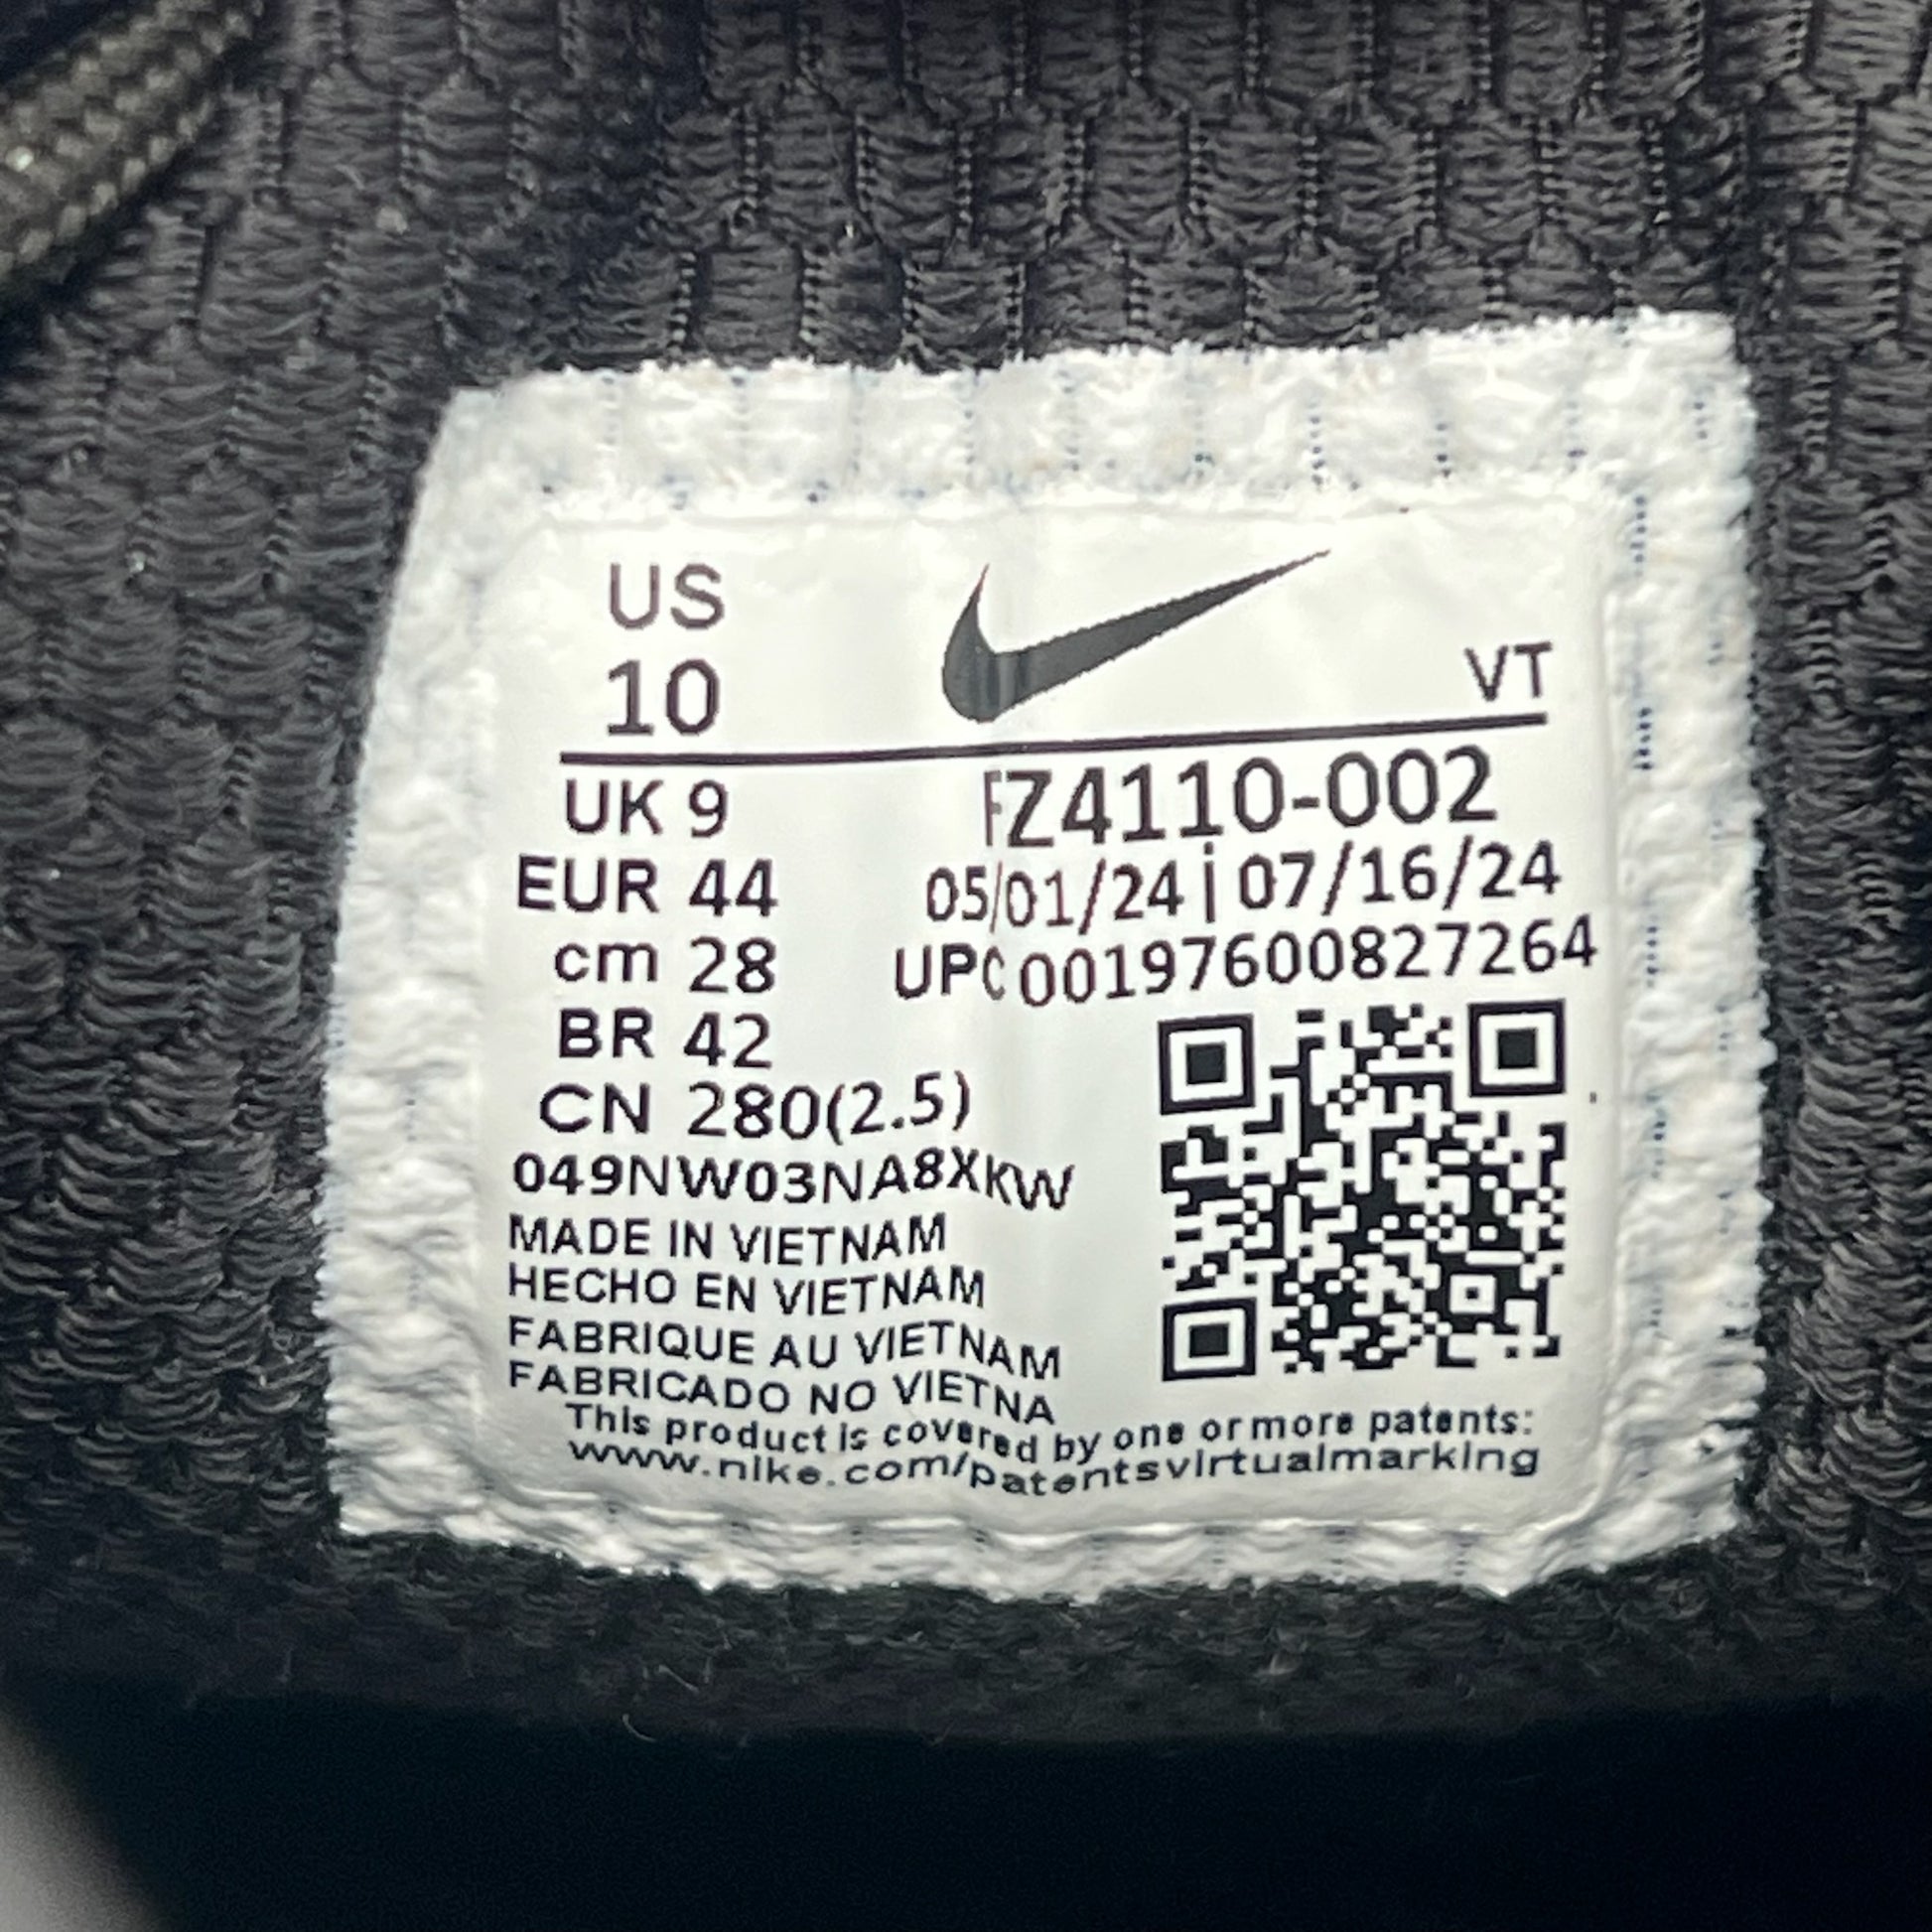 US
10
VT
UK 9
FZ4110-002
EUR 44
05/01/24 | 07/16/24
cm 28
UPC 00197600827264
BR 42
CN 280(2.5)
049NW03NA8XKW
MADE IN VIETNAM
HECHO EN VIETNAM
FABRIQUE AU VIETNAM
FABRICADO NO VIETNA
This product is covered by one or more patents:
www.nike.com/patentsvirtualmarking